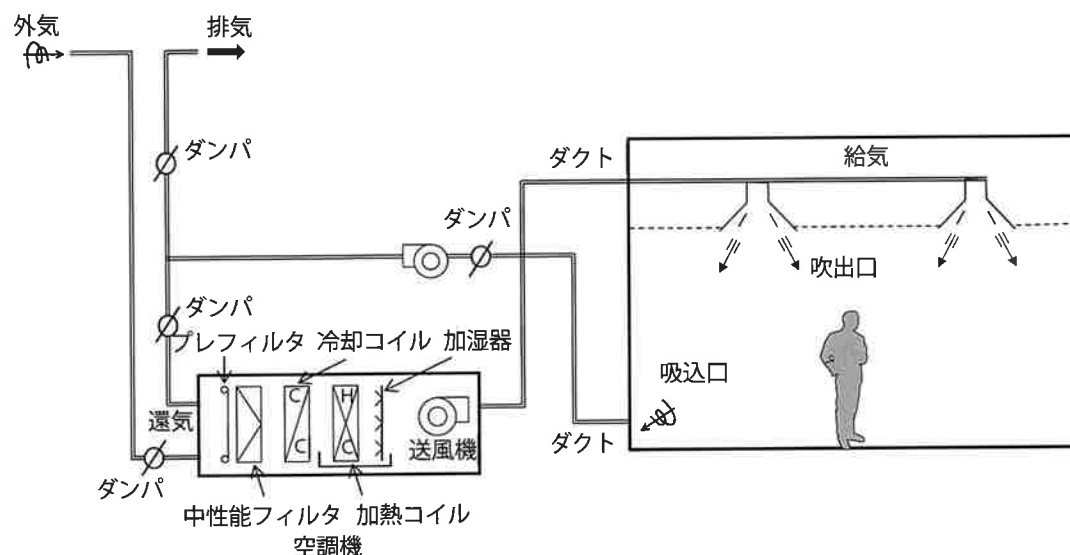 外気
排気
ダンパ
ダクト
給気
ダンパ
吹出口
ダンパ
プレフィルタ 冷却コイル 加湿器
吸込口
還気
C
C
H
C
送風機
ダクト
ダンパ
中性能フィルタ 加熱コイル
空調機